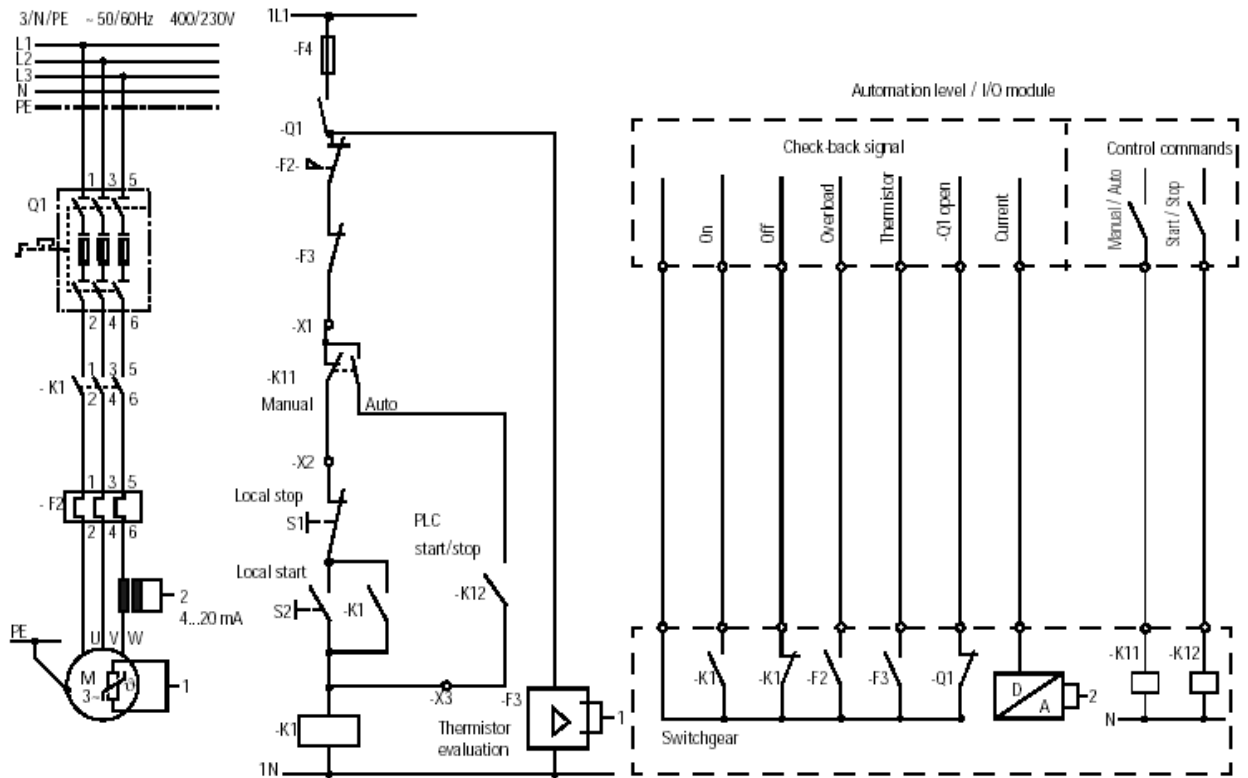 3/N/PE ~ 50/60Hz 400/230V
L1
L2
L3
N
PE
Q1
1 3 5
2 4 6
- K1
1 3 5
2 4 6
- F2
1 3 5
2 4 6
2
4...20 mA
PE
U V W
M
3~
ϑ
1
1L1
-F4
-Q1
-F2-
-F3
-X1
-K11
Manual
Auto
-X2
Local stop
S1
PLC
start/stop
Local start
S2
-K1
-K12
-X3
-F3
-K1
Thermistor
evaluation
1
1N
Automation level / I/O module
Check-back signal
Control commands
On
Off
Overload
Thermistor
-Q1 open
Current
Manual / Auto
Start / Stop
-K1
-K1
-F2
-F3
-Q1
D
A
2
-K11
-K12
N
Switchgear